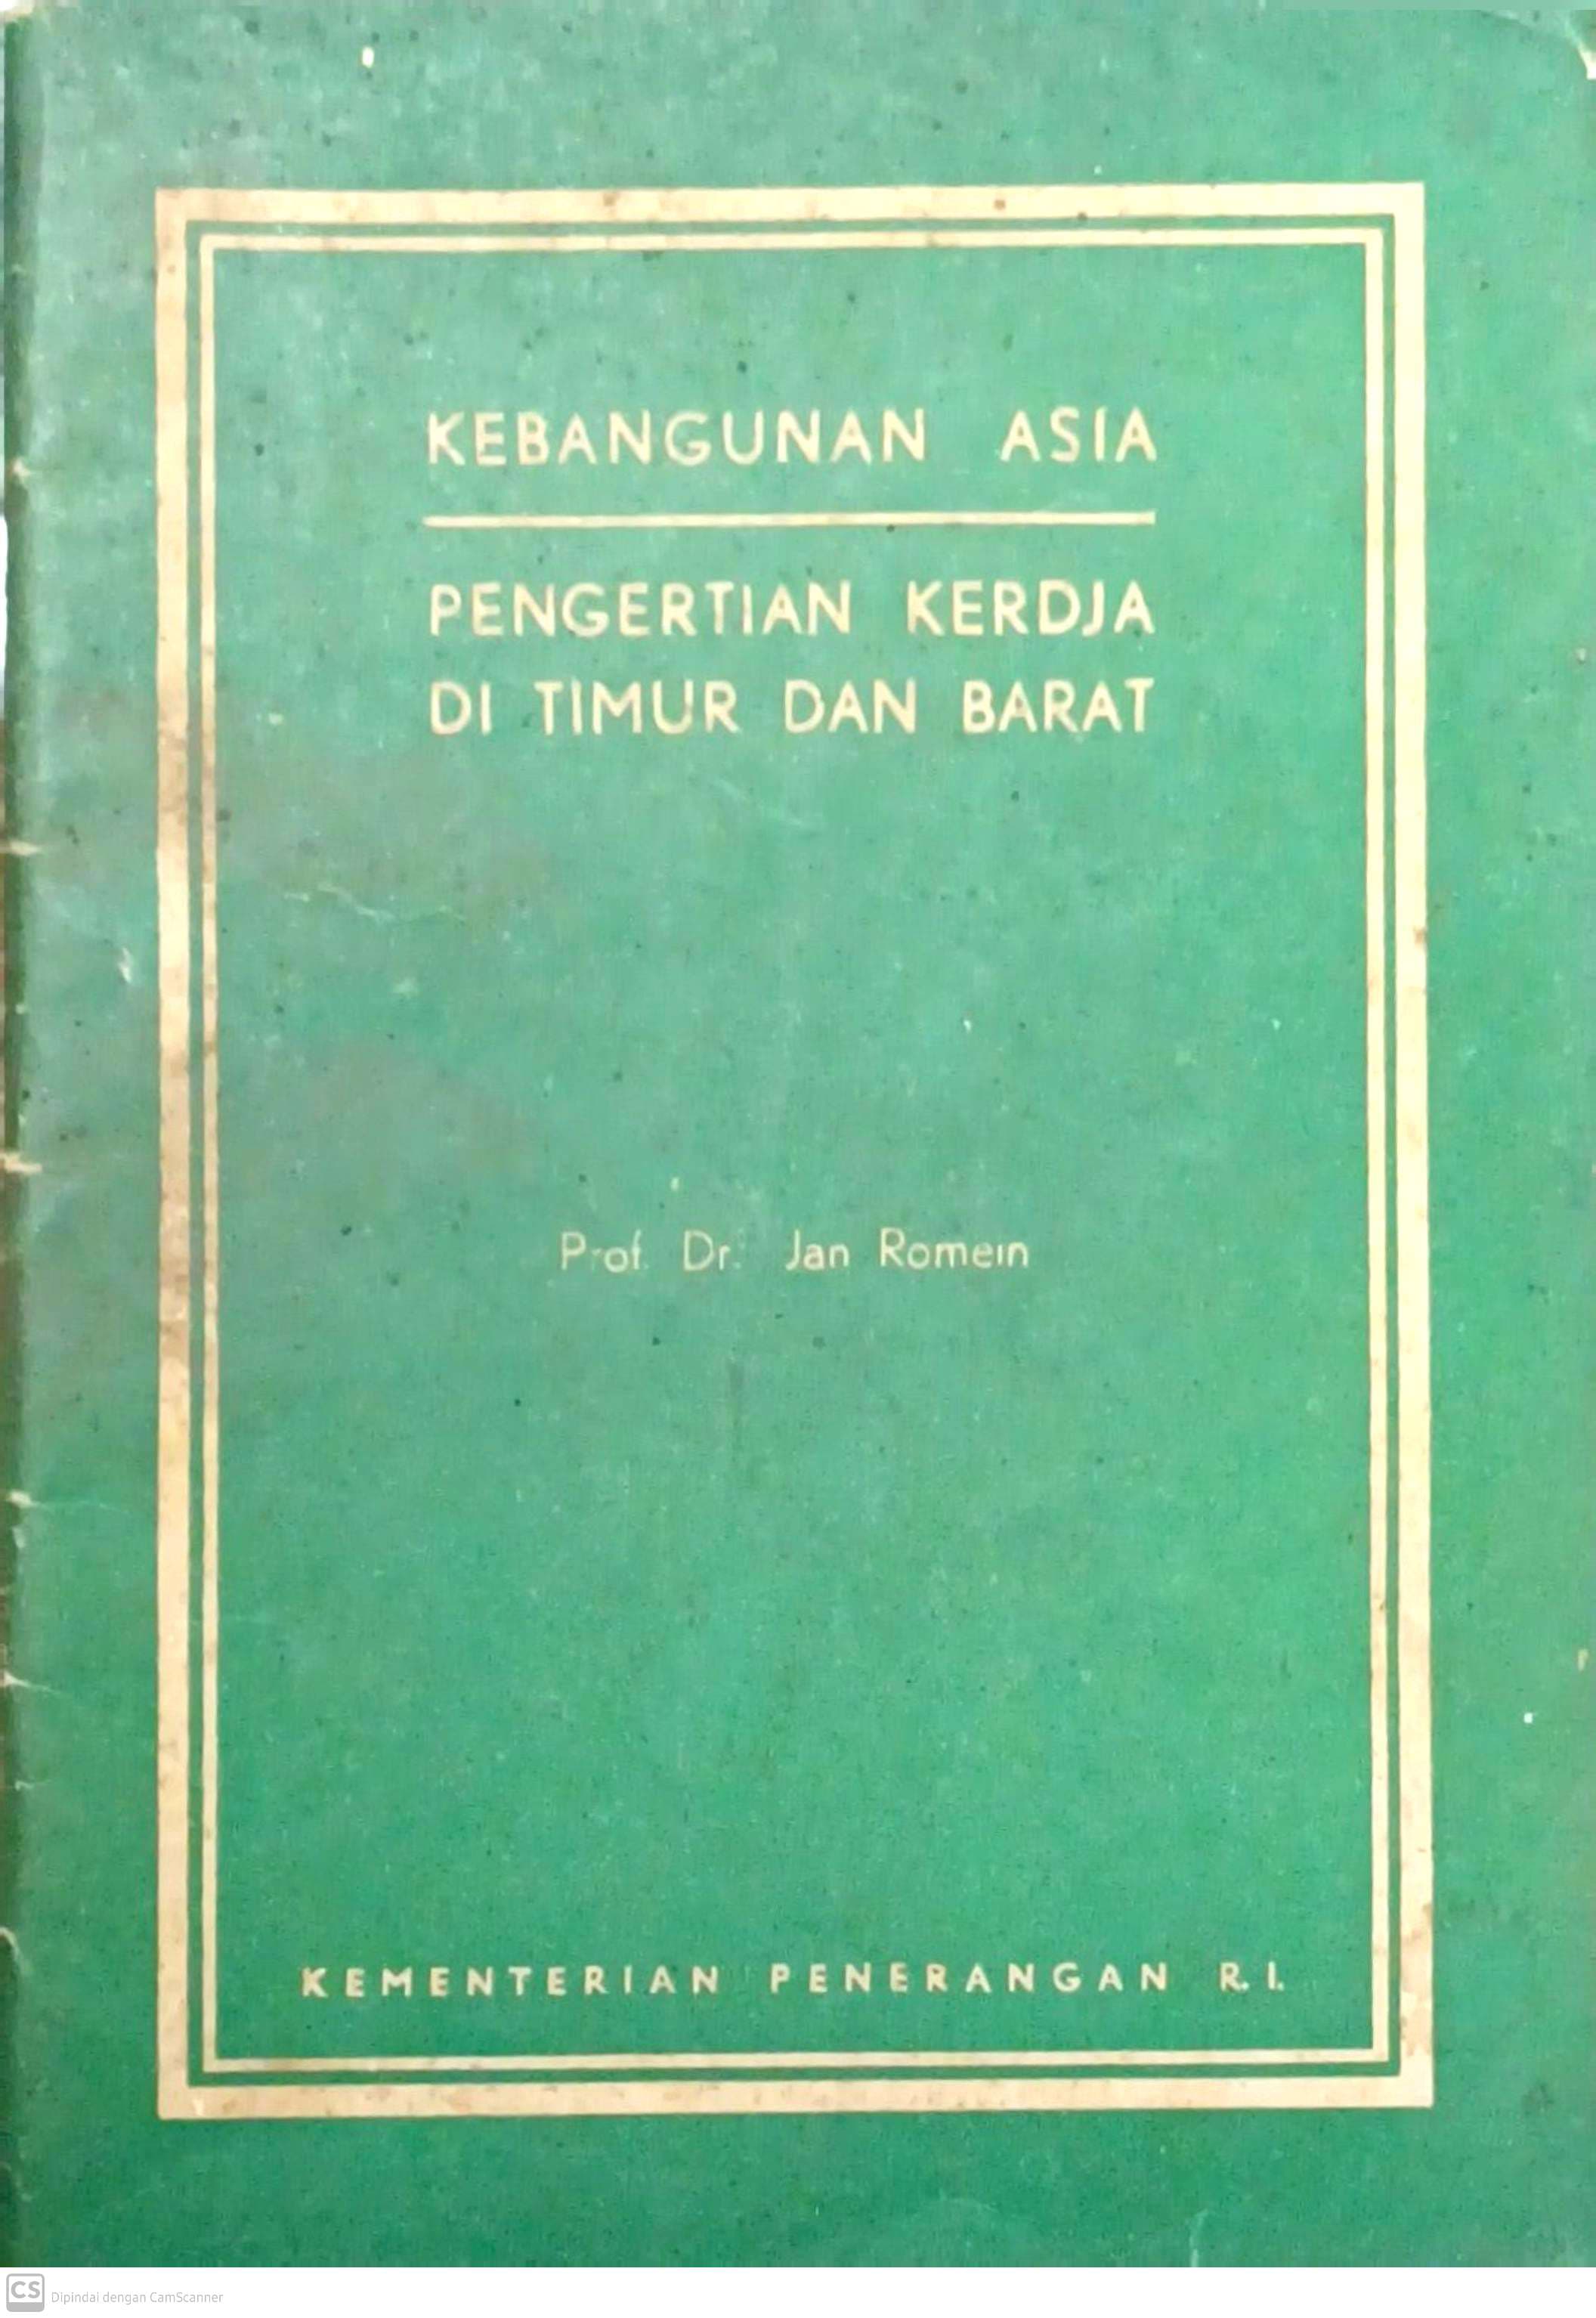 KEBANGUNAN ASIA
PENGERTIAN KERDJA
DI TIMUR DAN BARAT
Prof. Dr. Jan Romein
KEMENTERIAN PENERANGAN R. I.
CS Dipindai dengan CamScanner